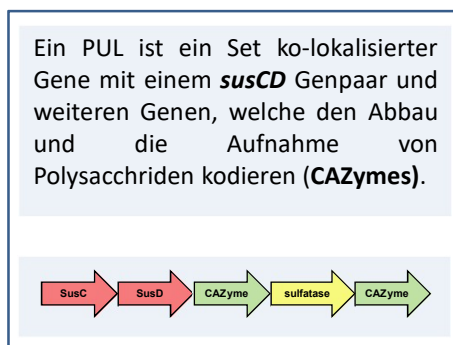 Ein PUL ist ein Set ko-lokalisierter
Gene mit einem susCD Genpaar und
weiteren Genen, welche den Abbau
und die Aufnahme von
Polysacchriden kodieren (CAZymes).
SusC SusD CAZyme sulfatase CAZyme